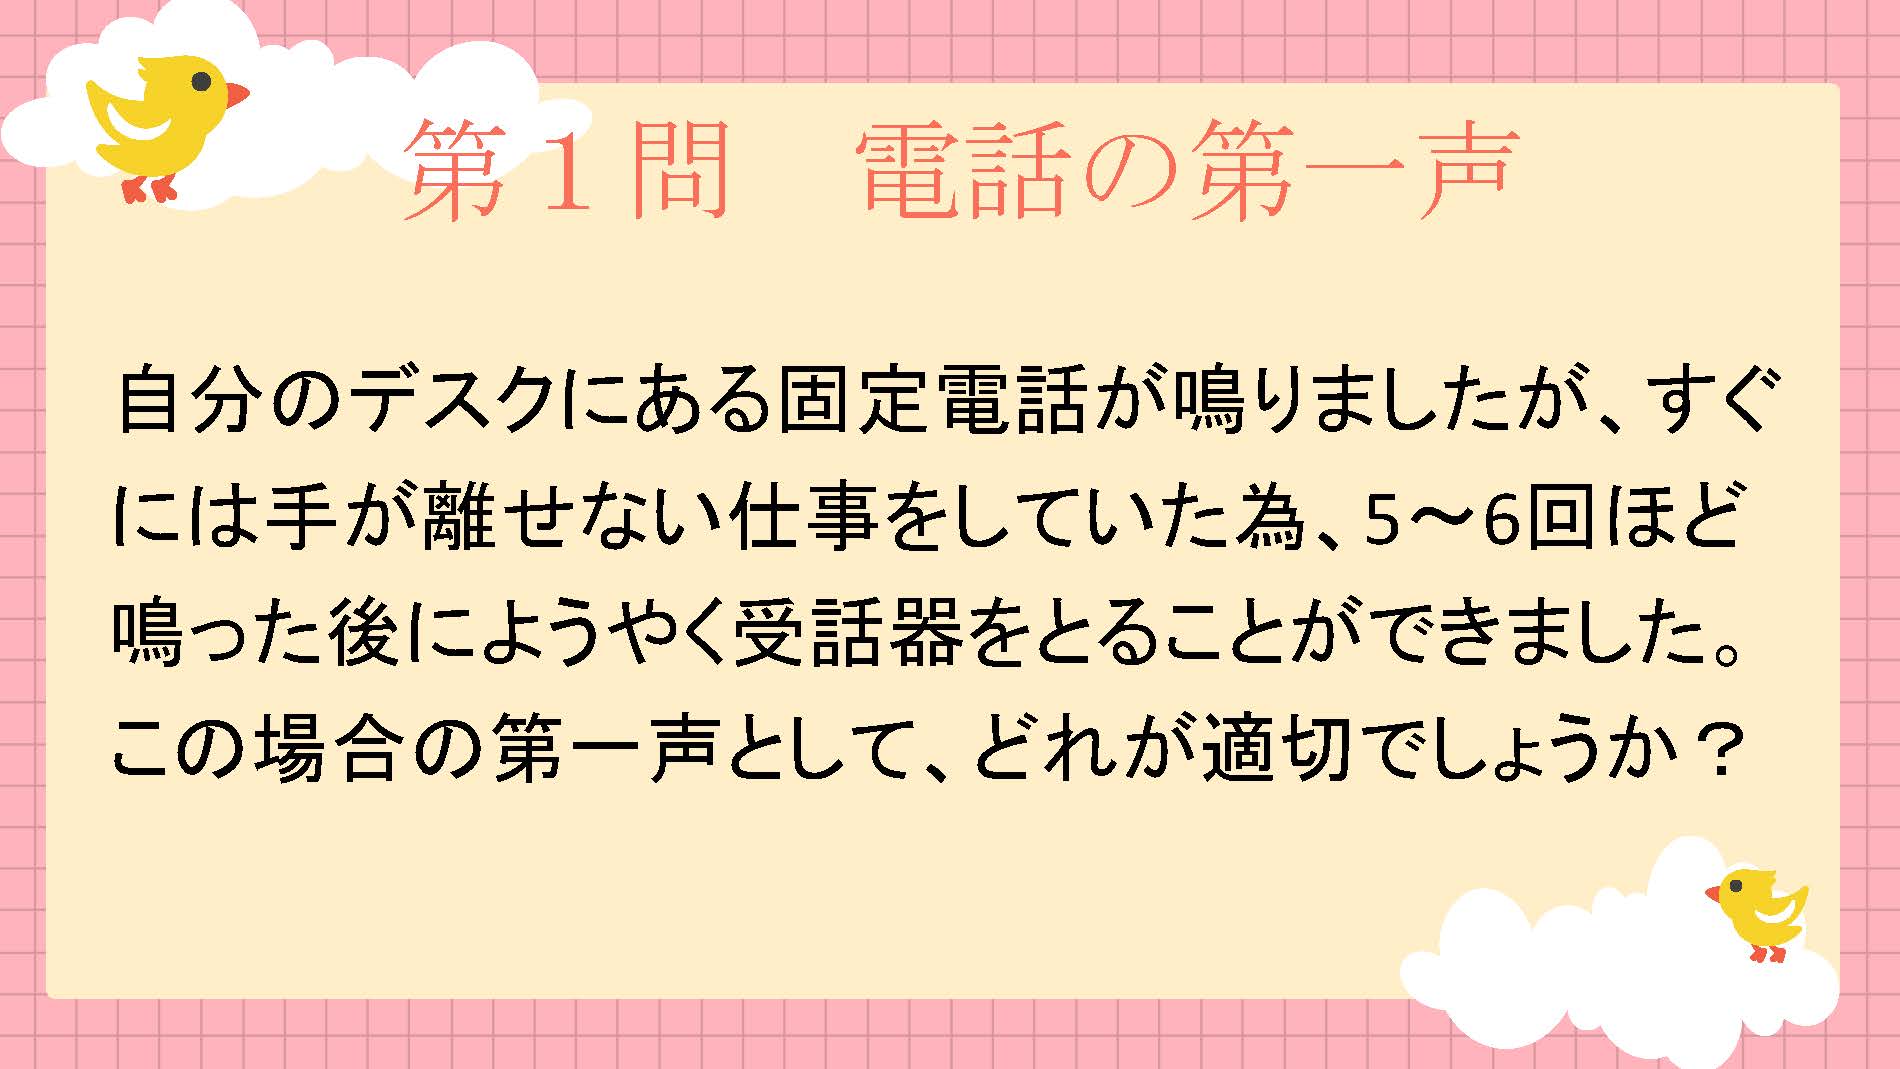 第１問　電話の第一声
自分のデスクにある固定電話が鳴りましたが、すぐ
には手が離せない仕事をしていた為、5～6回ほど
鳴った後にようやく受話器をとることができました。
この場合の第一声として、どれが適切でしょうか？